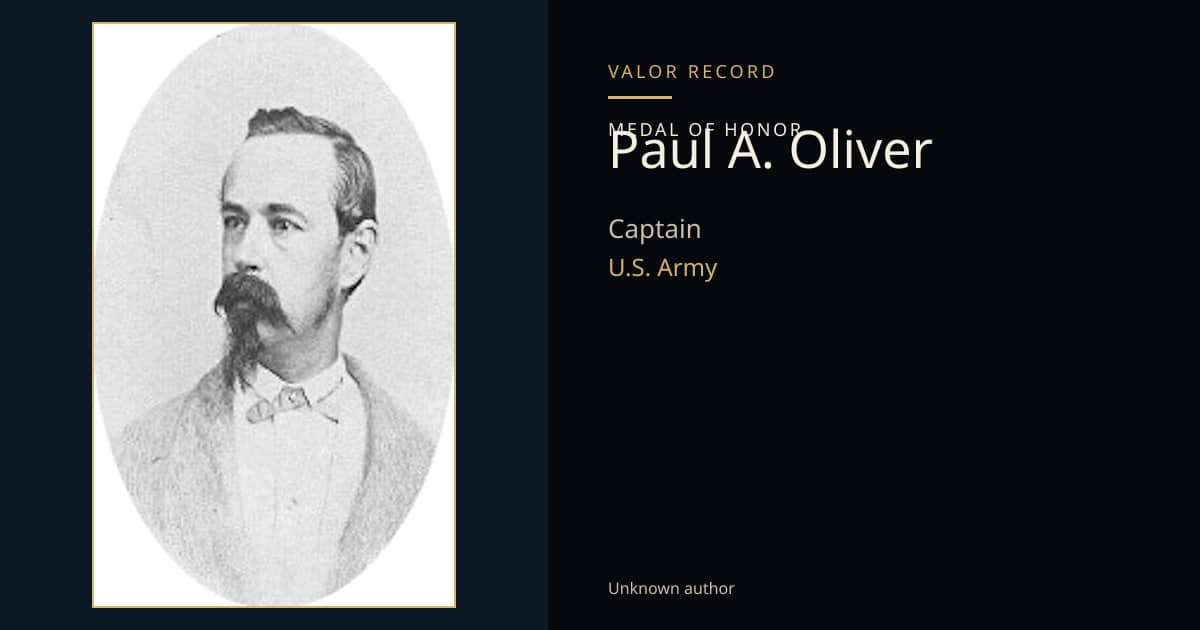 VALOR RECORD
MEDAL OF HONOR
Paul A. Oliver
Captain
U.S. Army
Unknown author